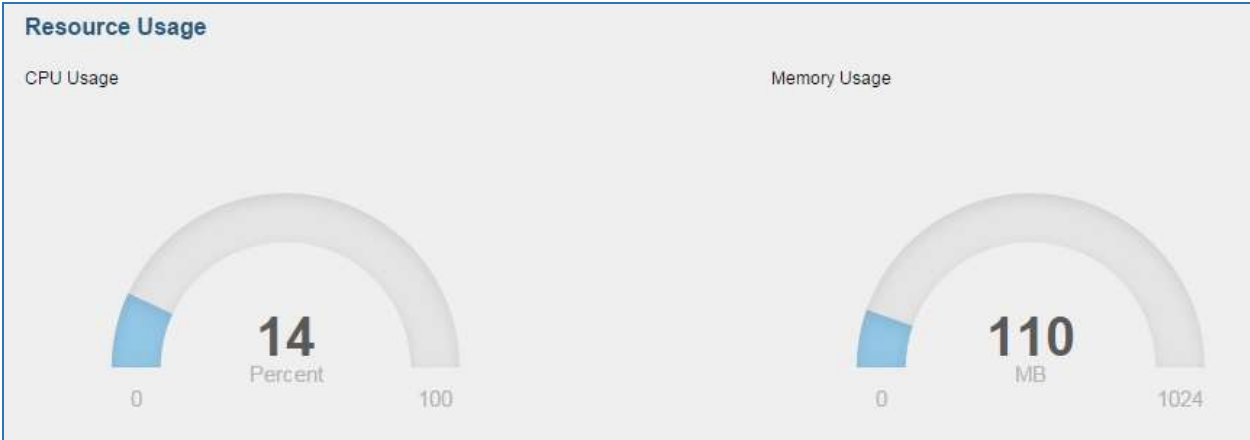 Resource Usage
CPU Usage
Memory Usage
14
Percent
0
100
110
MB
0
1024